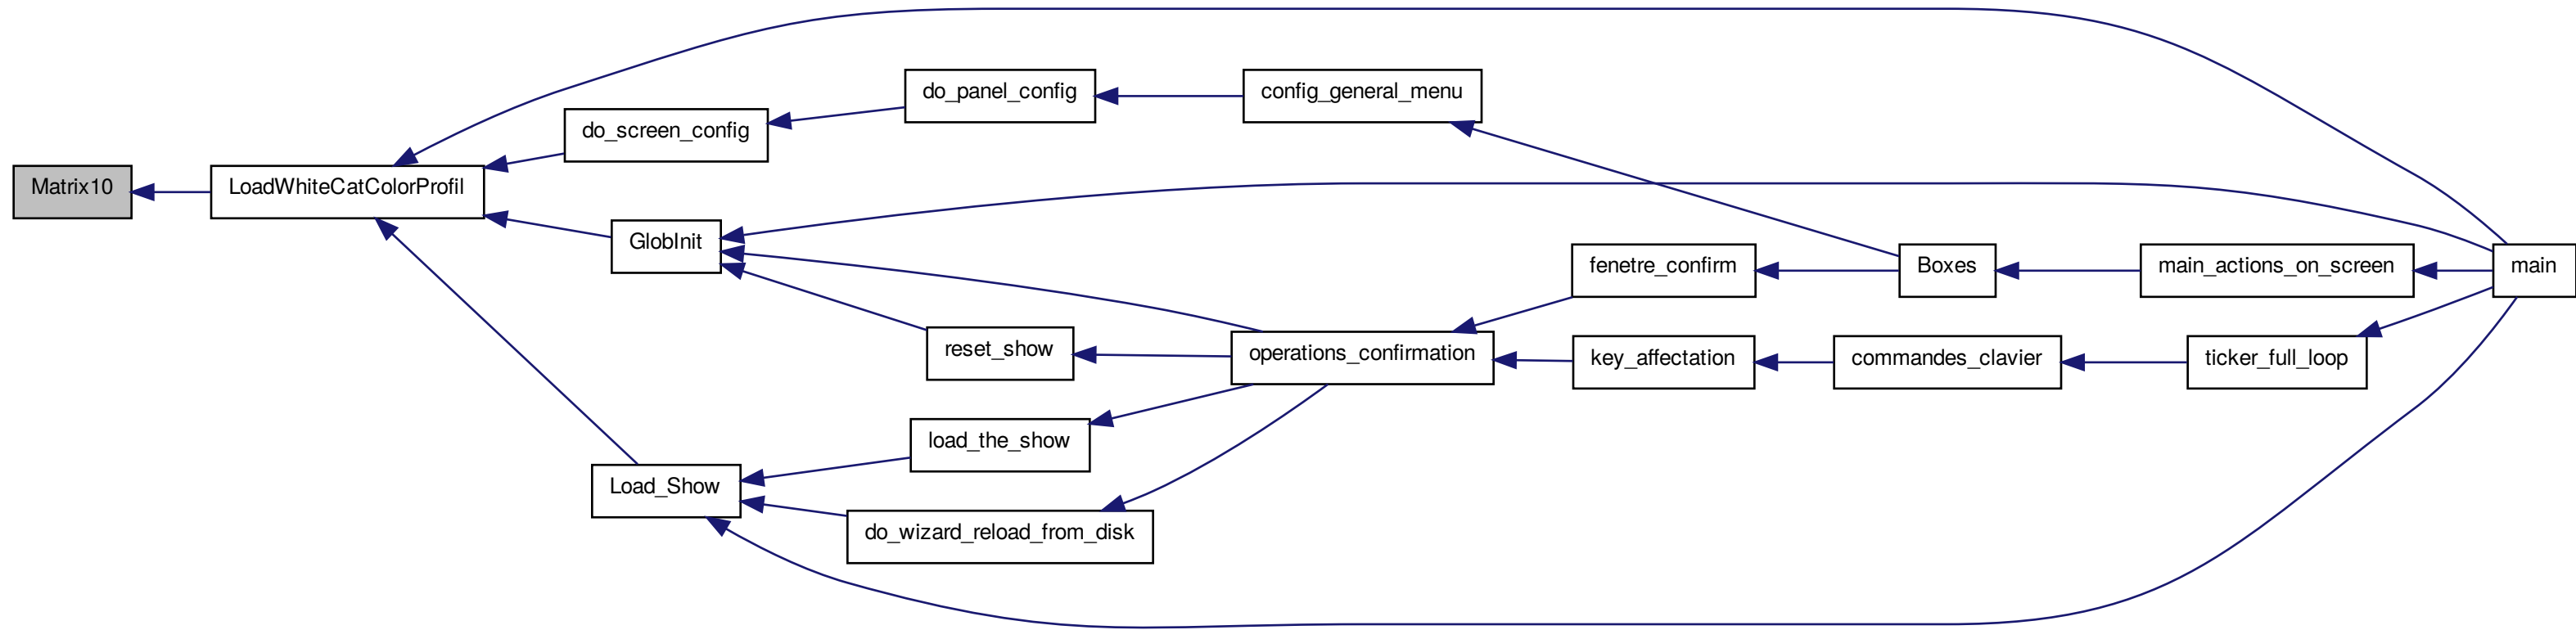 do_panel_config
config_general_menu
do_screen_config
Matrix10
LoadWhiteCatColorProfil
GlobInit
fenetre_confirm
Boxes
main_actions_on_screen
main
reset_show
operations_confirmation
key_affectation
commandes_clavier
ticker_full_loop
load_the_show
Load_Show
do_wizard_reload_from_disk